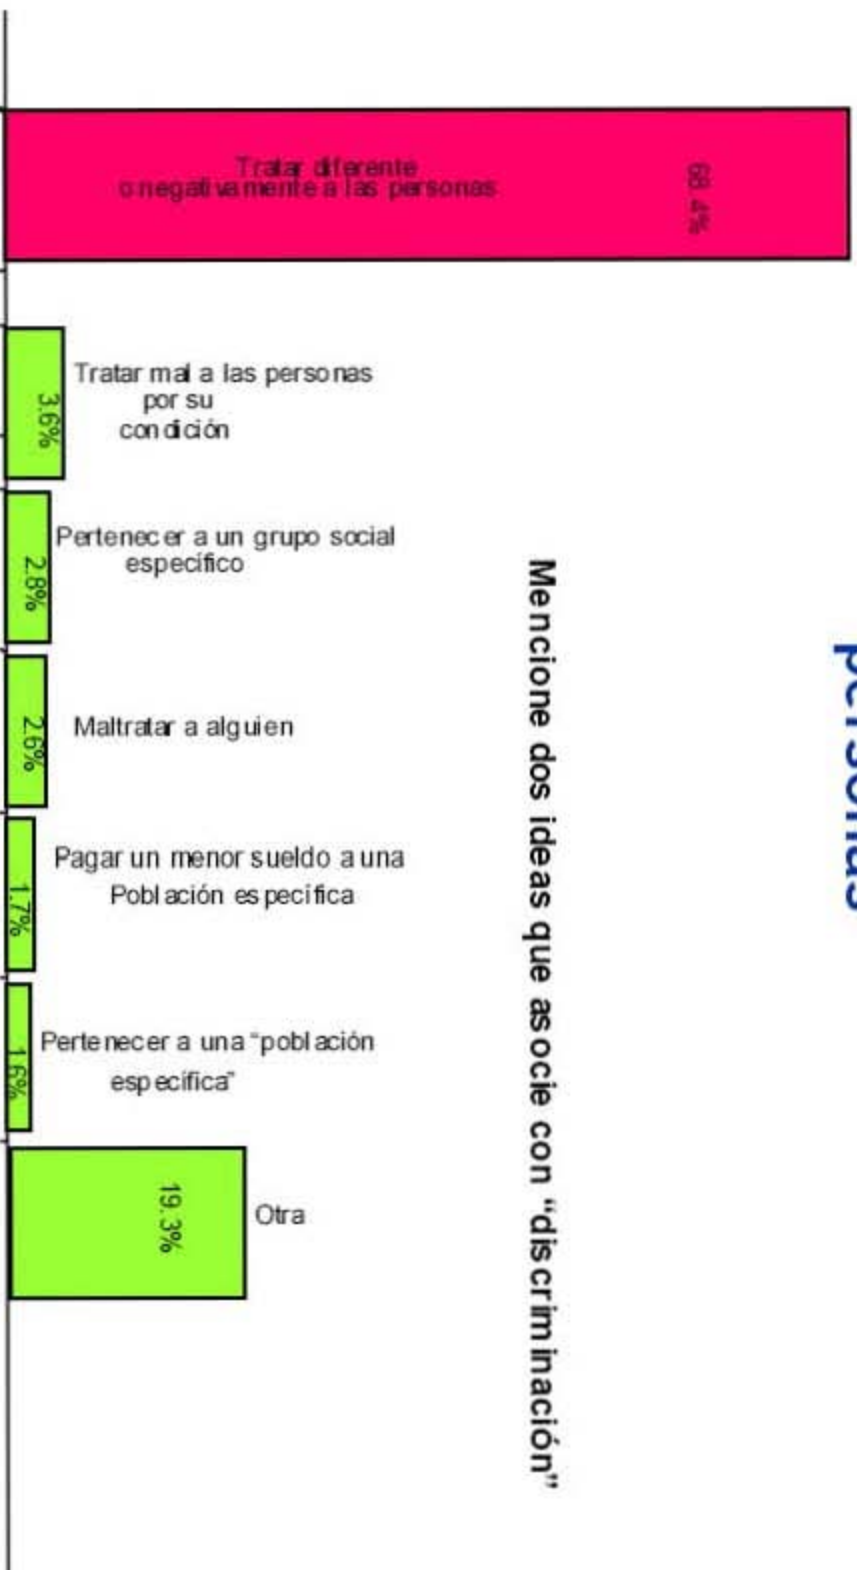 personas
Mencione dos ideas que asocie con “discriminación”
68.4%
Tratar diferente
o negativamente a las personas
3.6%
Tratar mal a las personas
por su
condición
2.8%
Pertenecer a un grupo social
específico
2.6%
Maltratar a alguien
1.7%
Pagar un menor sueldo a una
Población específica
1.6%
Pertenecer a una “población
específica”
19.3%
Otra